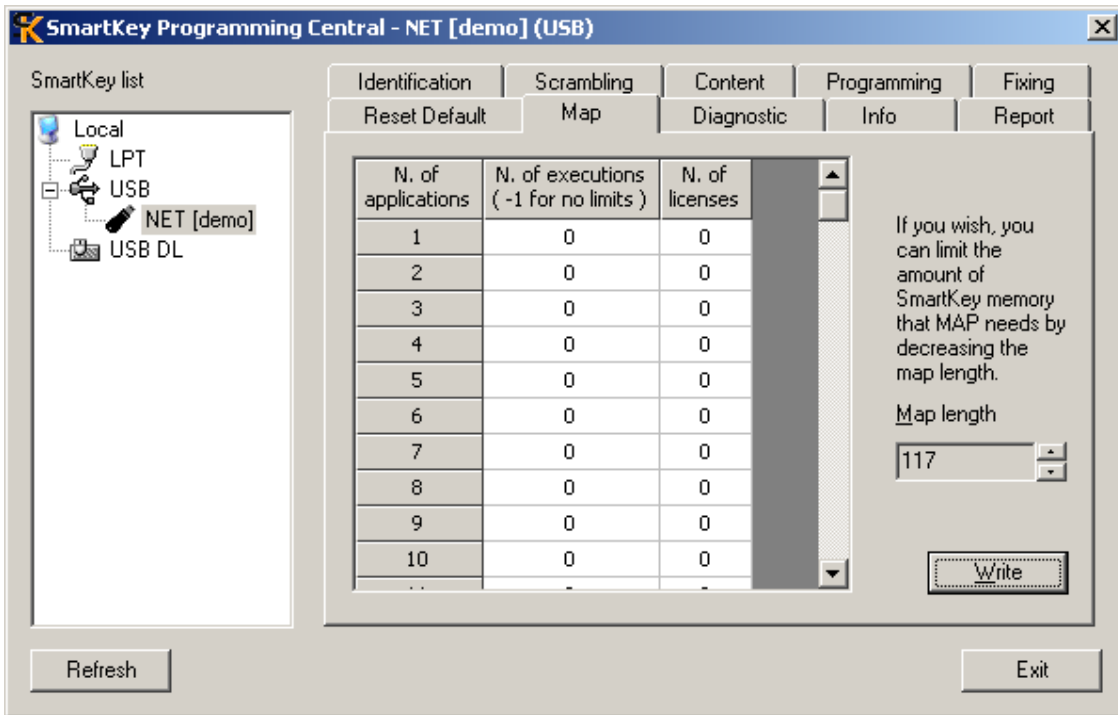 SmartKey Programming Central - NET [demo] (USB)
SmartKey list
Local
LPT
USB
NET [demo]
USB DL
Identification Scrambling Content Programming Fixing
Reset Default Map Diagnostic Info Report
N. of applications N. of executions ( -1 for no limits ) N. of licenses
1 0 0
2 0 0
3 0 0
4 0 0
5 0 0
6 0 0
7 0 0
8 0 0
9 0 0
10 0 0
If you wish, you
can limit the
amount of
SmartKey memory
that MAP needs by
decreasing the
map length.
Map length
117
Write
Refresh
Exit